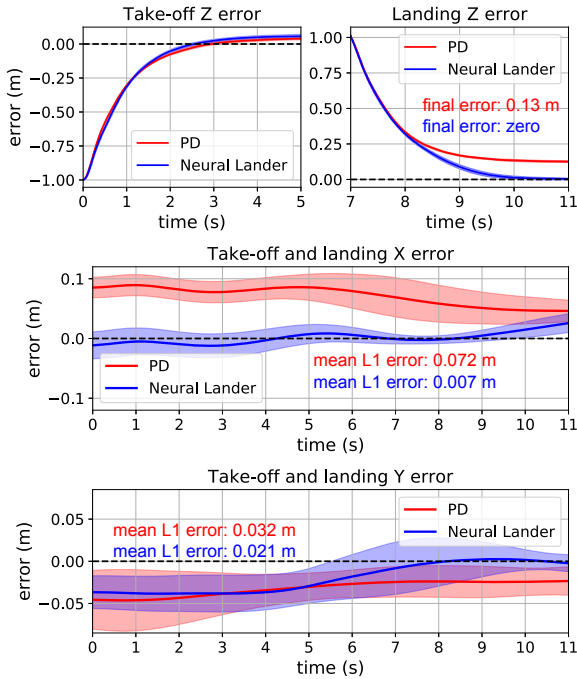 Take-off Z error
Landing Z error
error (m)
0.00
−0.25
−0.50
−0.75
−1.00
PD
Neural Lander
0 1 2 3 4 5
time (s)
1.00
0.75
0.50
0.25
0.00
PD
Neural Lander
final error: 0.13 m
final error: zero
7 8 9 10 11
time (s)
Take-off and landing X error
error (m)
0.1
0.0
−0.1
PD
Neural Lander
mean L1 error: 0.072 m
mean L1 error: 0.007 m
0 1 2 3 4 5 6 7 8 9 10 11
time (s)
Take-off and landing Y error
error (m)
0.05
0.00
−0.05
mean L1 error: 0.032 m
mean L1 error: 0.021 m
PD
Neural Lander
0 1 2 3 4 5 6 7 8 9 10 11
time (s)